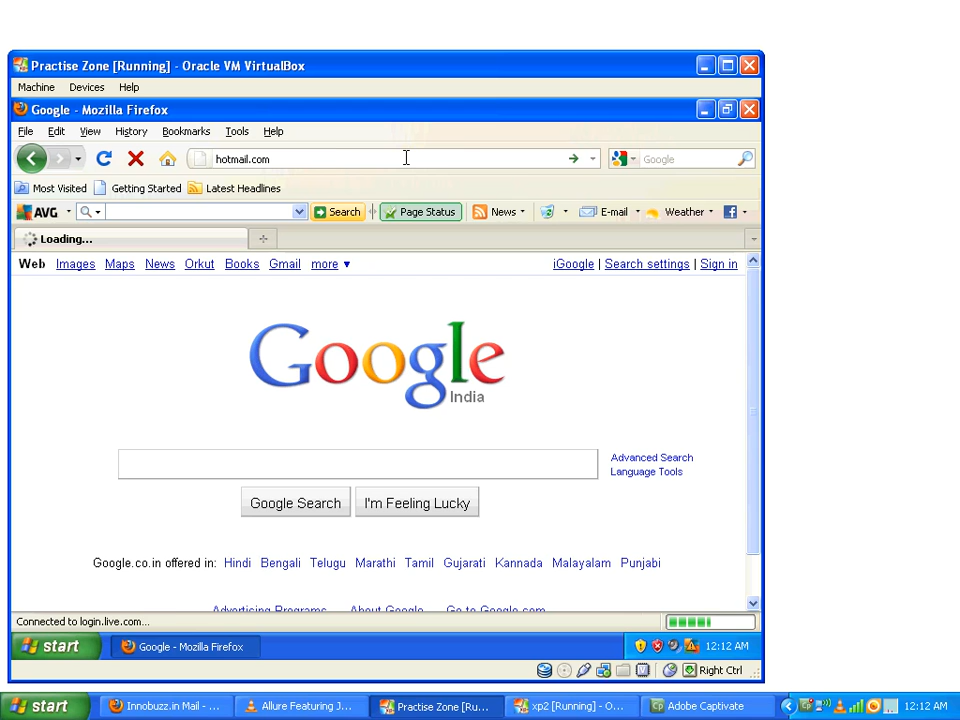 Practise Zone [Running] - Oracle VM VirtualBox
Machine Devices Help
Google - Mozilla Firefox
File Edit View History Bookmarks Tools Help
hotmail.com Google
Most Visited Getting Started Latest Headlines
AVG Search Page Status News E-mail Weather
Loading...
Web Images Maps News Orkut Books Gmail more ▼ iGoogle | Search settings | Sign in
Google
India
Advanced Search
Language Tools
Google Search I'm Feeling Lucky
Google.co.in offered in: Hindi Bengali Telugu Marathi Tamil Gujarati Kannada Malayalam Punjabi
Advertising Programs About Google Go to Google.com
Connected to login.live.com...
start Google - Mozilla Firefox 12:12 AM
Right Ctrl
start Innobuzz.in Mail - ... Allure Featuring J... Practise Zone [Ru... xp2 [Running] - O... Adobe Captivate 12:12 AM